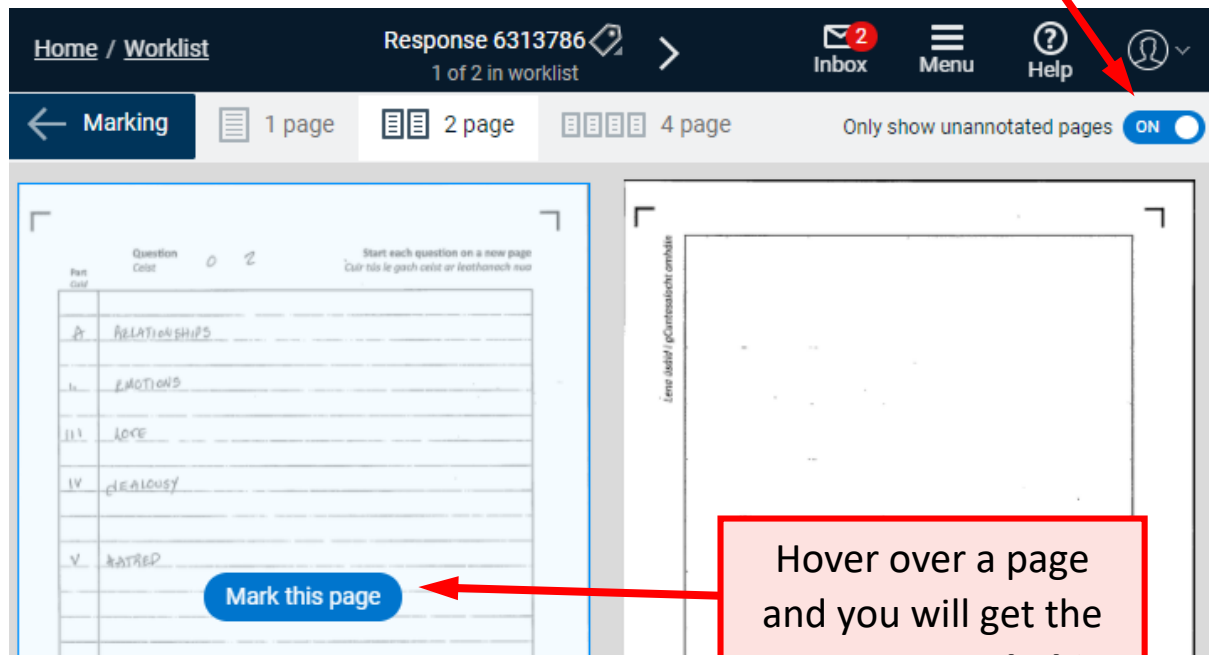 Home / Worklist
Response 6313786
1 of 2 in worklist
2
Inbox
Menu
Help
Marking
1 page
2 page
4 page
Only show unannotated pages
ON
Question
Ceist
0 2
Start each question on a new page
Cuir tús le gach ceist ar leathanach nua
Part
Cuid
A RELATIONSHIPS
EMOTIONS
III LOVE
IV JEALOUSY
V HATRED
Mark this page
Lena úsáid i gCuntasaíocht amháin
Hover over a page
and you will get the